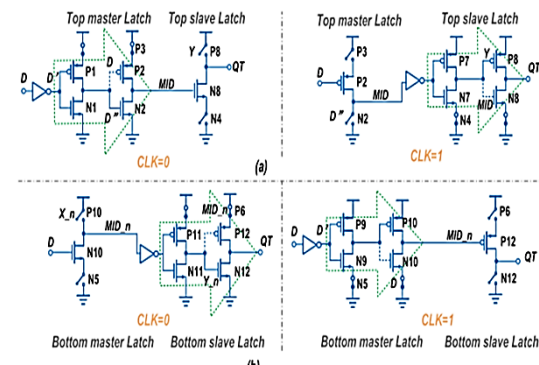 Top master Latch
Top slave Latch
Top master Latch
Top slave Latch
D
D'
P1
N1
D
P3
P2
D''
N2
MID
Y
P8
N8
N4
QT
CLK=0
(a)
D
P3
P2
D''
N2
MID
P7
N7
N4
Y
P8
MID
N8
QT
CLK=1
X_n
P10
MID_n
D
N10
N5
P11
N11
MID_n
P6
P12
Y_n
N12
QT
CLK=0
D
D'
P9
N9
N5
P10
N10
D
MID_n
P6
P12
N12
QT
CLK=1
Bottom master Latch
Bottom slave Latch
Bottom master Latch
Bottom slave Latch